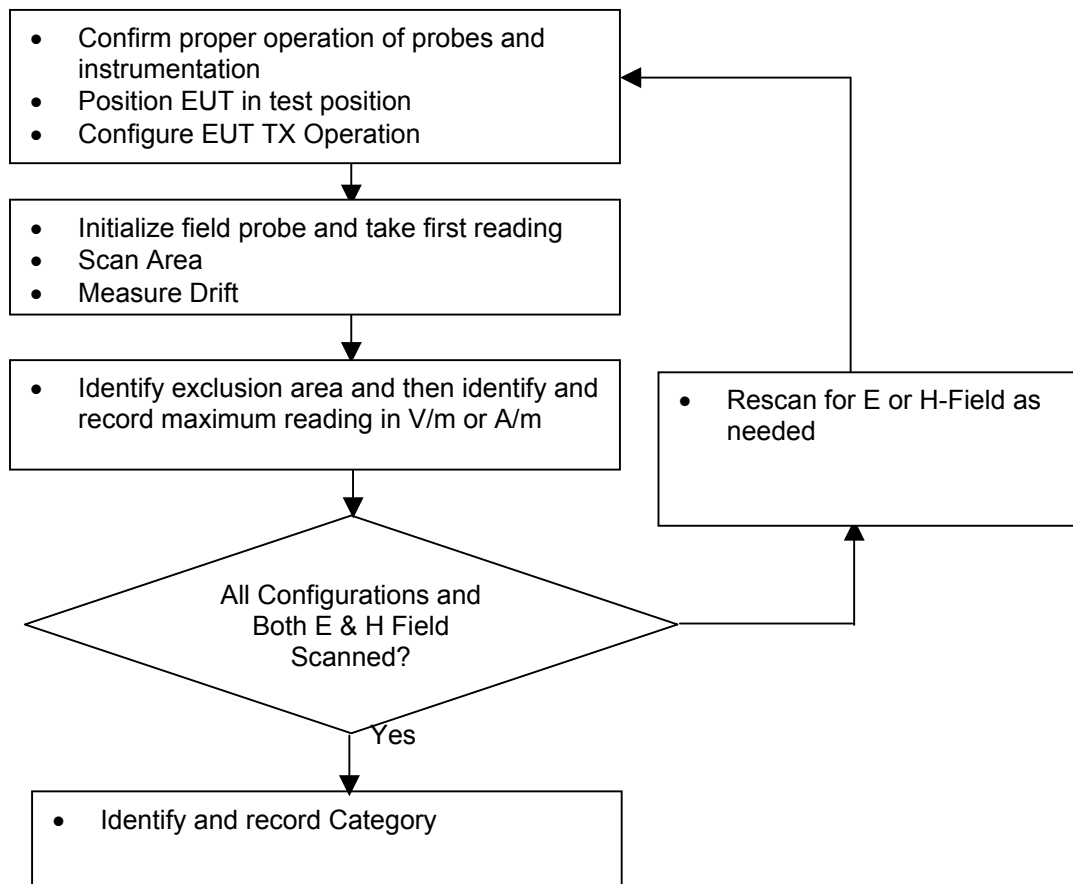 • Confirm proper operation of probes and
instrumentation
• Position EUT in test position
• Configure EUT TX Operation
• Initialize field probe and take first reading
• Scan Area
• Measure Drift
• Identify exclusion area and then identify and
record maximum reading in V/m or A/m
• Rescan for E or H-Field as
needed
All Configurations and
Both E & H Field
Scanned?
Yes
• Identify and record Category